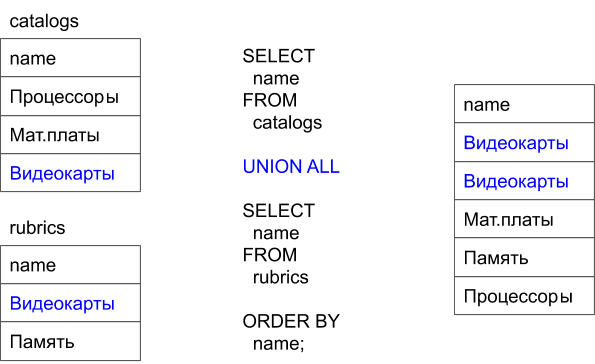 catalogs
name
Процессоры
Мат.платы
Видеокарты
rubrics
name
Видеокарты
Память
SELECT
name
FROM
catalogs
UNION ALL
SELECT
name
FROM
rubrics
ORDER BY
name;
name
Видеокарты
Видеокарты
Мат.платы
Память
Процессоры